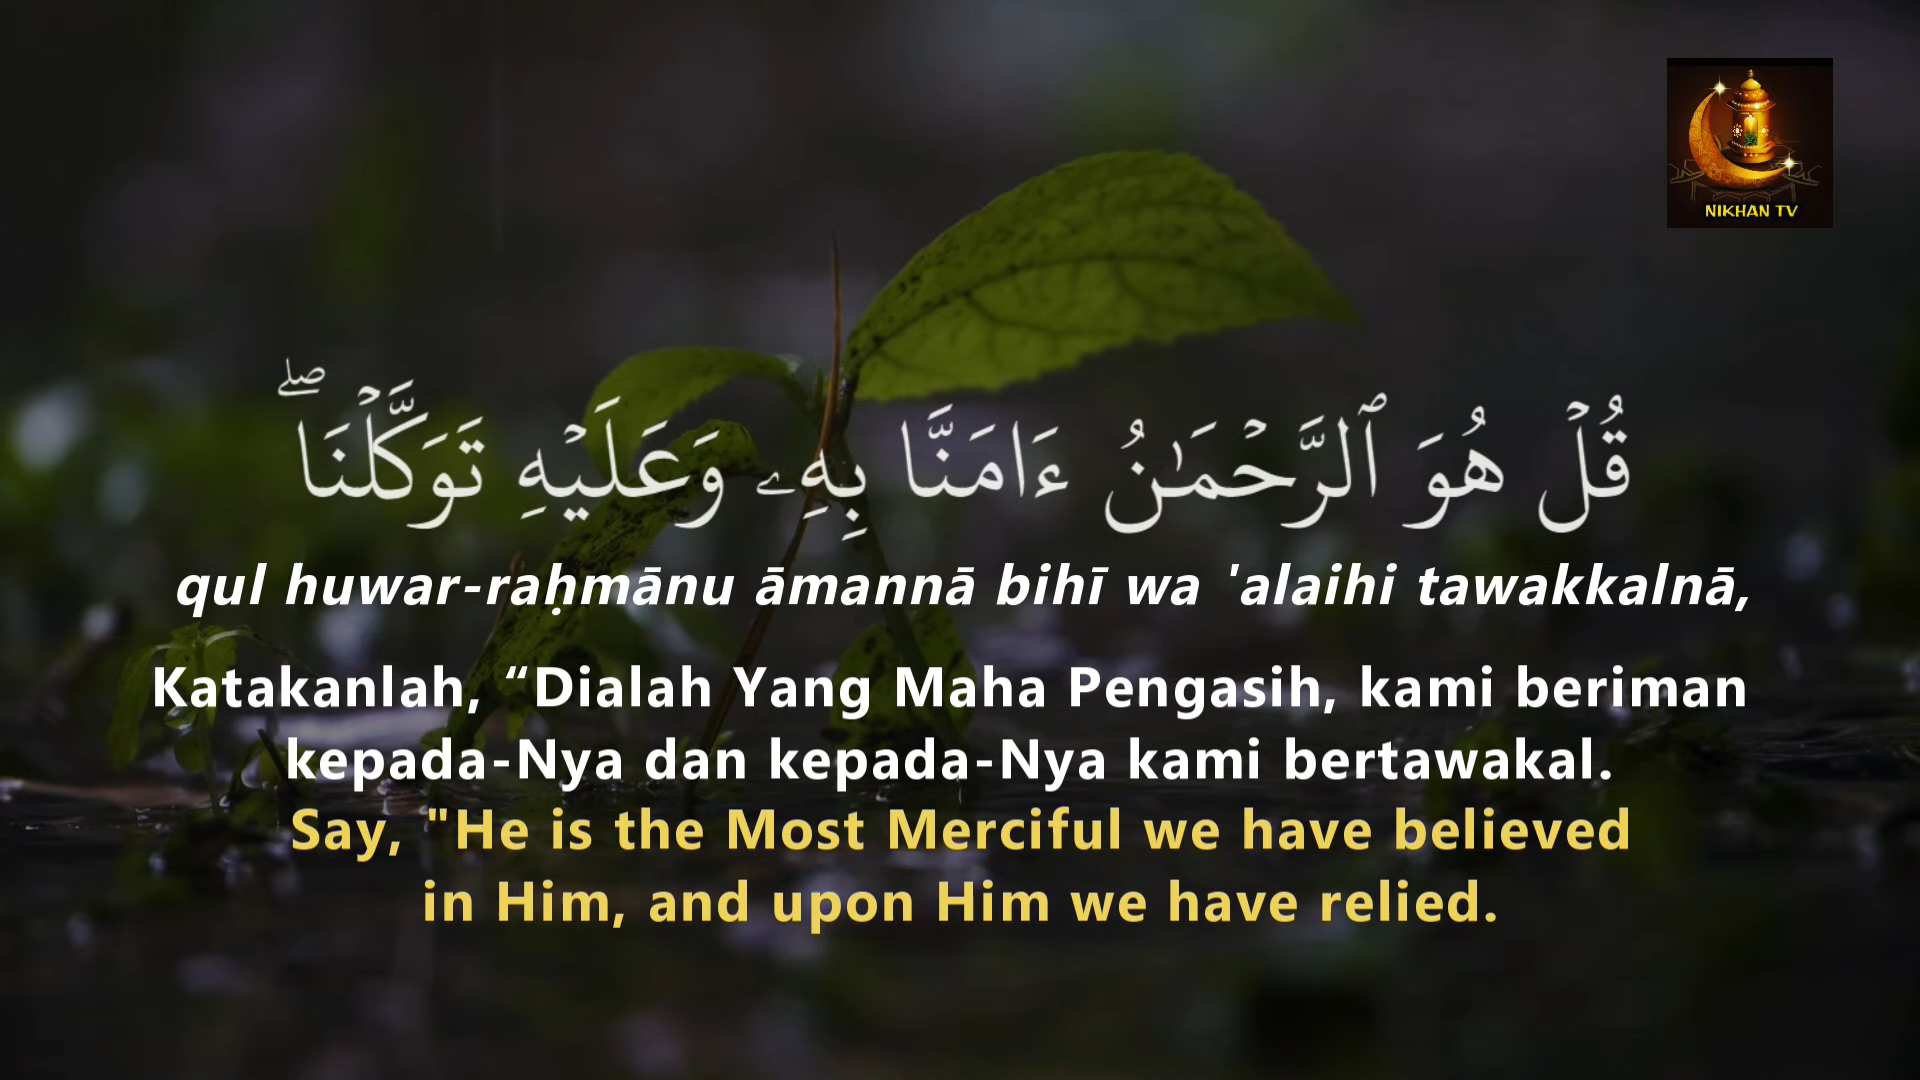 NIKHAN TV
قُلۡ هُوَ ٱلرَّحۡمَـٰنُ ءَامَنَّا بِهِۦ وَعَلَيۡهِ تَوَكَّلۡنَاۖ
qul huwar-raḥmānu āmannā bihī wa 'alaihi tawakkalnā,
Katakanlah, “Dialah Yang Maha Pengasih, kami beriman
kepada-Nya dan kepada-Nya kami bertawakal.
Say, "He is the Most Merciful we have believed
in Him, and upon Him we have relied.